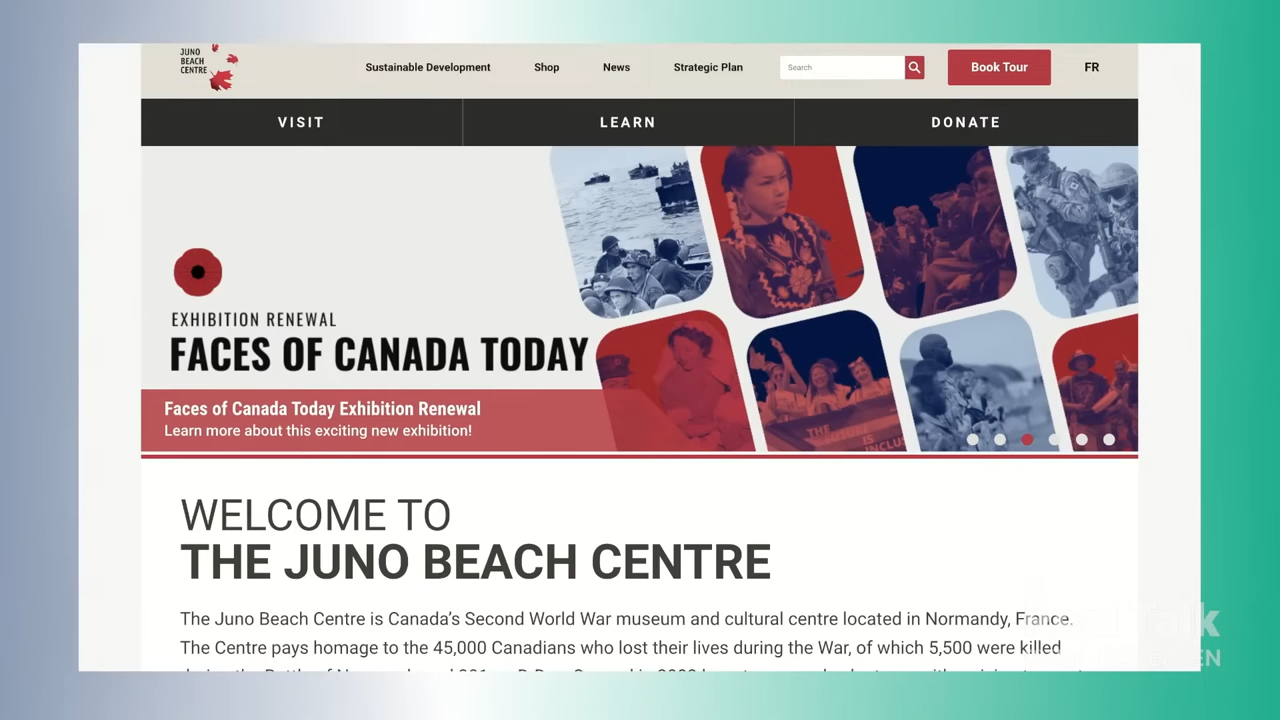 JUNO
BEACH
CENTRE
Sustainable Development
Shop
News
Strategic Plan
Search
Book Tour
FR
VISIT
LEARN
DONATE
EXHIBITION RENEWAL
FACES OF CANADA TODAY
Faces of Canada Today Exhibition Renewal
Learn more about this exciting new exhibition!
THE
IS
WELCOME TO
THE JUNO BEACH CENTRE
The Juno Beach Centre is Canada's Second World War museum and cultural centre located in Normandy, France.
The Centre pays homage to the 45,000 Canadians who lost their lives during the War, of which 5,500 were killed
Talk